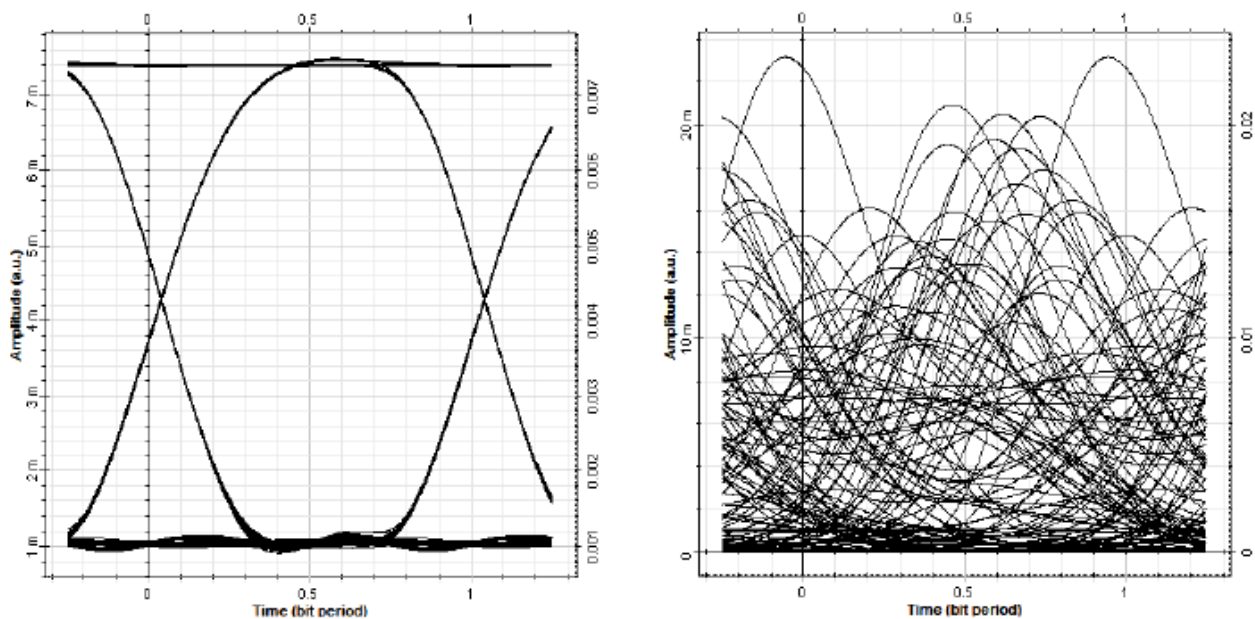 0 0.5 1
Amplitude (a.u.)
7 m
6 m
5 m
4 m
3 m
2 m
1 m
0.007
0.006
0.005
0.004
0.003
0.002
0.001
0 0.5 1
Time (bit period)
0 0.5 1
Amplitude (a.u.)
20 m
10 m
0
0.02
0.01
0
0 0.5 1
Time (bit period)